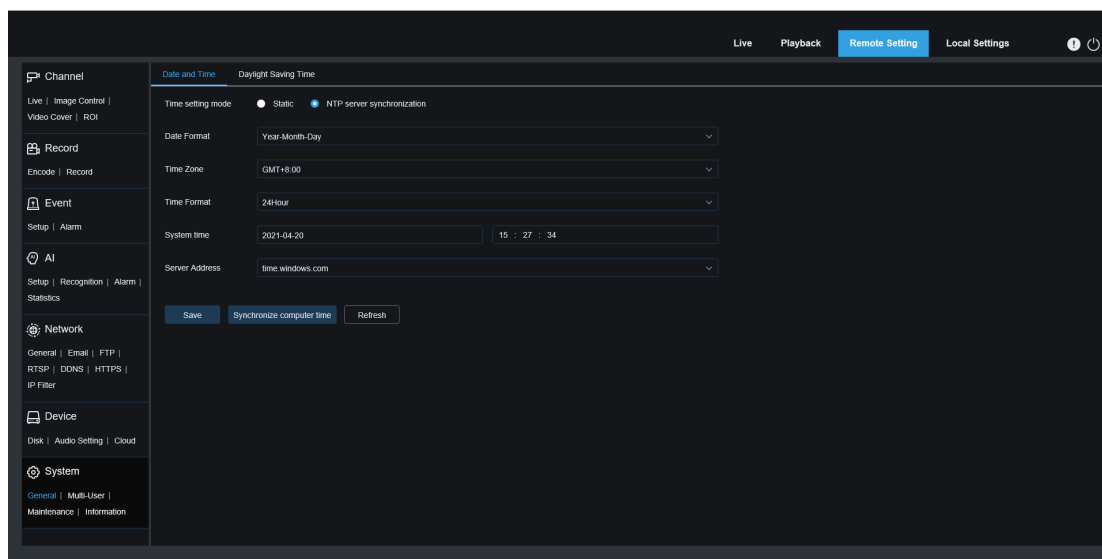 Live Playback Remote Setting Local Settings
Channel
Live | Image Control |
Video Cover | ROI
Record
Encode | Record
Event
Setup | Alarm
AI
Setup | Recognition | Alarm |
Statistics
Network
General | Email | FTP |
RTSP | DDNS | HTTPS |
IP Filter
Device
Disk | Audio Setting | Cloud
System
General | Multi-User |
Maintenance | Information
Date and Time Daylight Saving Time
Time setting mode Static NTP server synchronization
Date Format Year-Month-Day
Time Zone GMT+8:00
Time Format 24Hour
System time 2021-04-20 15 : 27 : 34
Server Address time.windows.com
Save Synchronize computer time Refresh